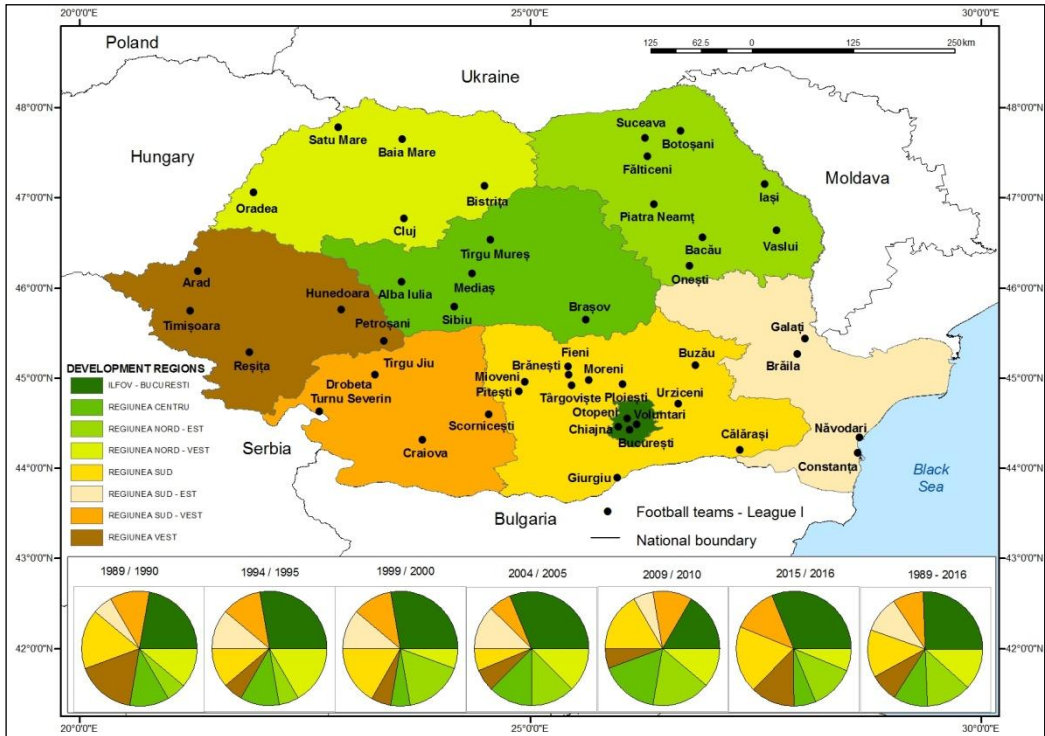 20°0'0"E 25°0'0"E 30°0'0"E
Poland
125 62.5 0 125 250 km
Ukraine
48°0'0"N 48°0'0"N
Suceava
Satu Mare
Botoșani
Baia Mare
Hungary
Fălticeni
Moldava
47°0'0"N 47°0'0"N
Iași
Bistrița
Oradea
Piatra Neamț
Cluj
Vaslui
Tîrgu Mureș
Bacău
Onești
46°0'0"N 46°0'0"N
Arad
Mediaș
Alba Iulia
Hunedoara
Brașov
Sibiu
Timișoara
Petroșani
Galați
Fieni
Buzău
Reșița
Tîrgu Jiu
Brănești
Moreni
Brăila
DEVELOPMENT REGIONS
45°0'0"N 45°0'0"N
Mioveni
Drobeta
Turnu Severin
Pitești
Târgoviște
Ploiești
Urziceni
ILFOV - BUCURESTI
REGIUNEA CENTRU
REGIUNEA NORD - EST
REGIUNEA NORD - VEST
REGIUNEA SUD
REGIUNEA SUD - EST
REGIUNEA SUD - VEST
REGIUNEA VEST
Otopeni
Voluntari
Scornicești
Chiajna
Năvodari
București
Călărași
Serbia
Craiova
Constanța
44°0'0"N 44°0'0"N
Black
Sea
Giurgiu
Football teams - League I
Bulgaria
National boundary
43°0'0"N 43°0'0"N
1989 / 1990 1994 / 1995 1999 / 2000 2004 / 2005 2009 / 2010 2015 / 2016 1989 - 2016
42°0'0"N 42°0'0"N
20°0'0"E 25°0'0"E 30°0'0"E